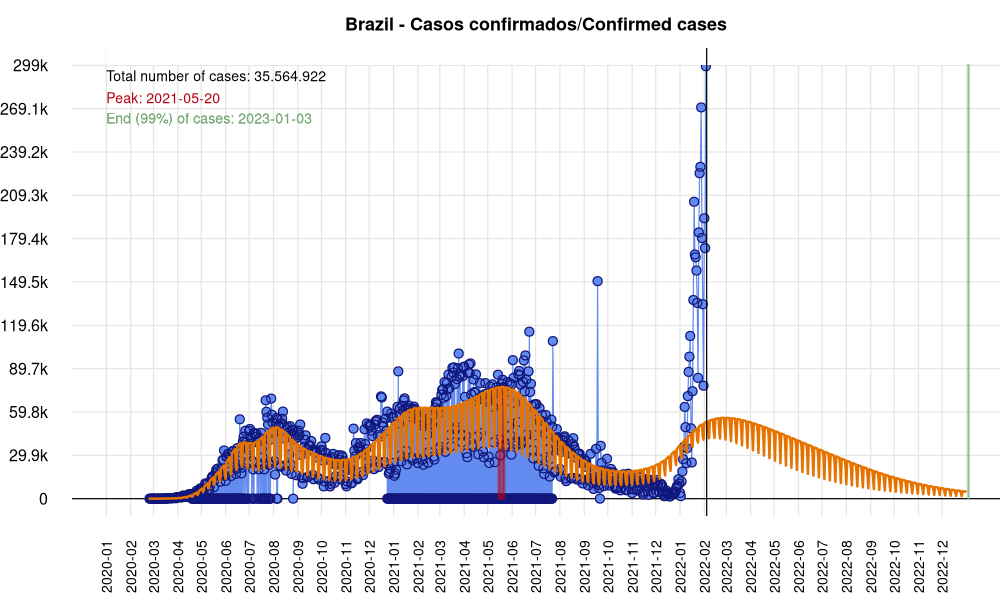 Brazil - Casos confirmados/Confirmed cases
299k
269.1k
239.2k
209.3k
179.4k
149.5k
119.6k
89.7k
59.8k
29.9k
0
Total number of cases: 35.564.922
Peak: 2021-05-20
End (99%) of cases: 2023-01-03
2020-01
2020-02
2020-03
2020-04
2020-05
2020-06
2020-07
2020-08
2020-09
2020-10
2020-11
2020-12
2021-01
2021-02
2021-03
2021-04
2021-05
2021-06
2021-07
2021-08
2021-09
2021-10
2021-11
2021-12
2022-01
2022-02
2022-03
2022-04
2022-05
2022-06
2022-07
2022-08
2022-09
2022-10
2022-11
2022-12